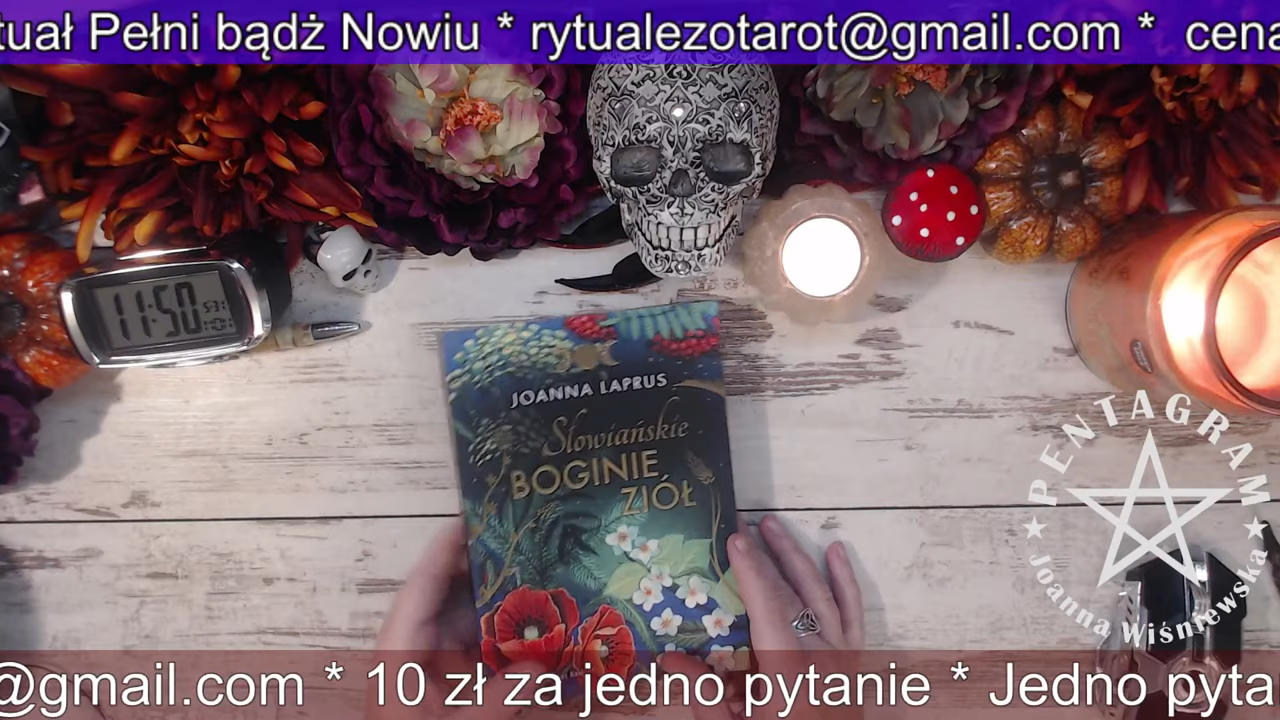 tuał Pełni bądź Nowiu * rytualezotarot@gmail.com * cena
11:50
JOANNA LAPRUS
Słowiańskie
BOGINIE
ZIÓŁ
PENTAGRAM
Joanna Wiśniewska
@gmail.com * 10 zł za jedno pytanie * Jedno pyta